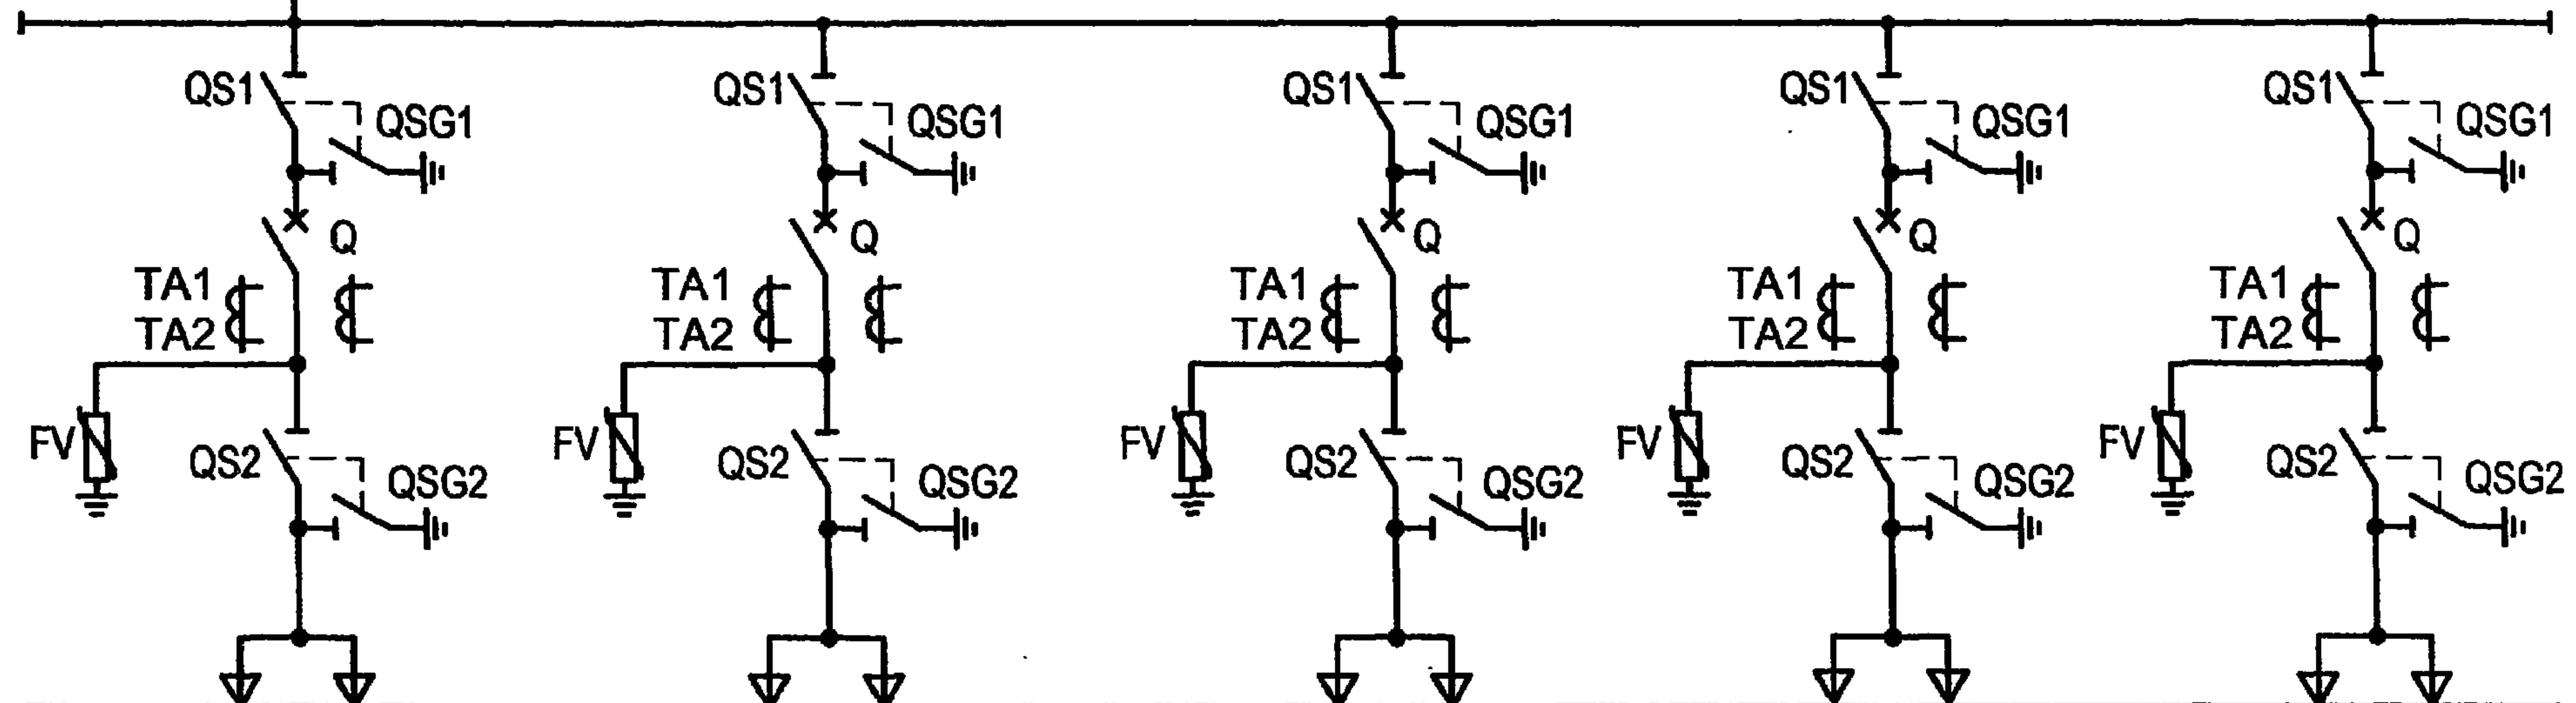 QS1 QS1 QS1 QS1 QS1
QSG1 QSG1 QSG1 QSG1 QSG1
Q Q Q Q Q
TA1 TA1 TA1 TA1 TA1
TA2 TA2 TA2 TA2 TA2
FV FV FV FV FV
QS2 QS2 QS2 QS2 QS2
QSG2 QSG2 QSG2 QSG2 QSG2